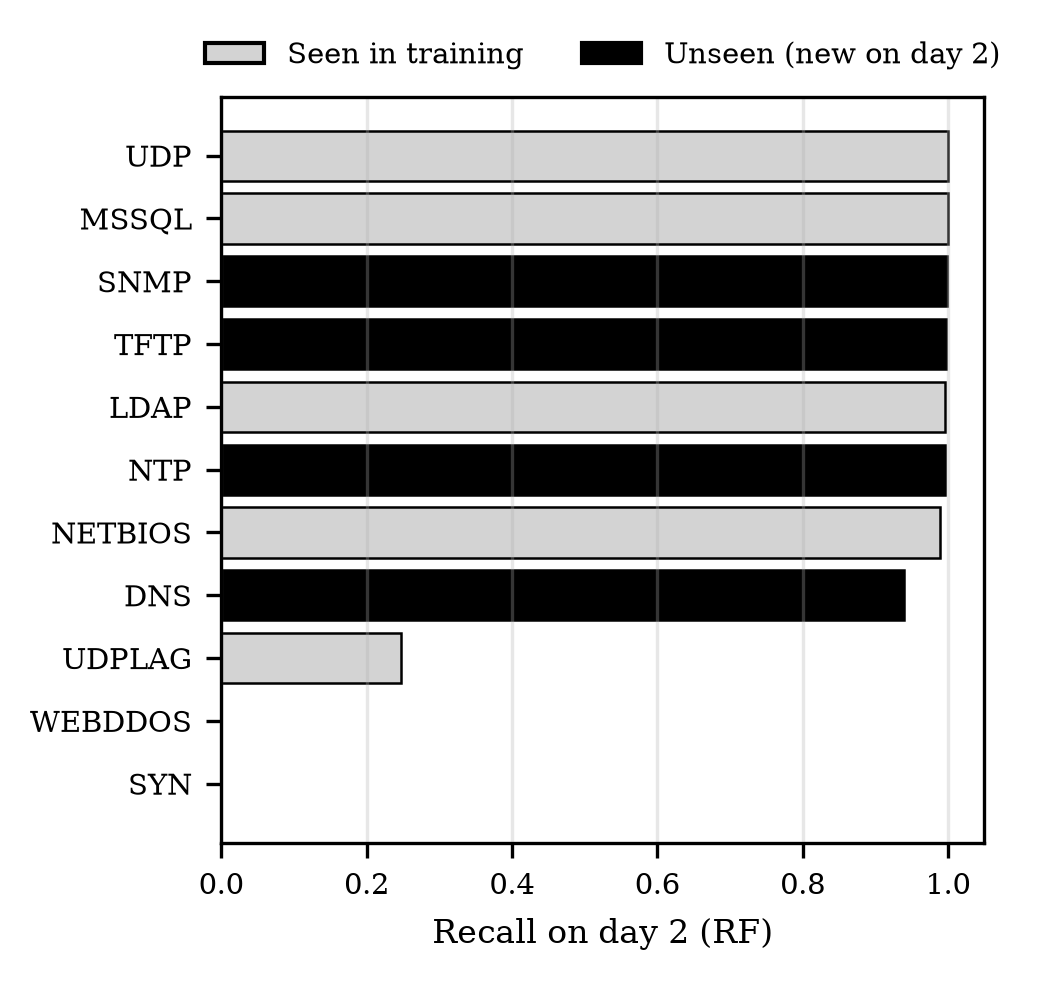 Seen in training Unseen (new on day 2)
UDP
MSSQL
SNMP
TFTP
LDAP
NTP
NETBIOS
DNS
UDPLAG
WEBDDOS
SYN
0.0 0.2 0.4 0.6 0.8 1.0
Recall on day 2 (RF)